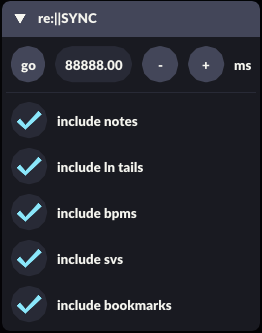 ▼ re:||SYNC
go 88888.00 - + ms
include notes
include ln tails
include bpms
include svs
include bookmarks